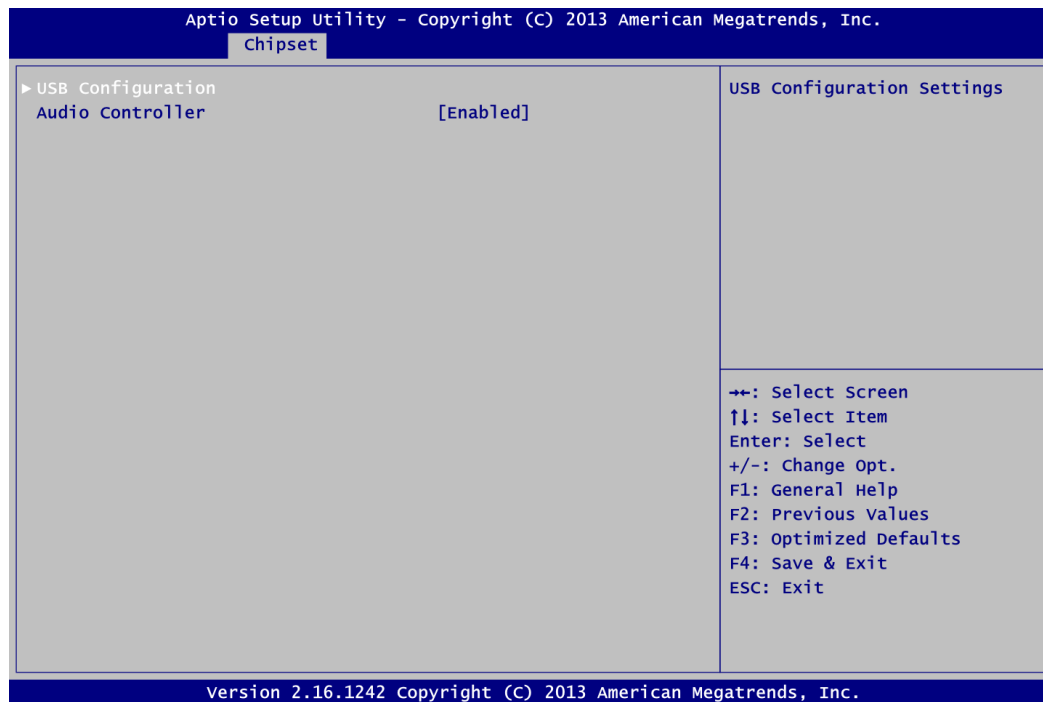 Aptio Setup Utility – Copyright (C) 2013 American Megatrends, Inc.
Chipset
▶ USB Configuration
Audio Controller [Enabled]
USB Configuration Settings
→←: Select Screen
↑↓: Select Item
Enter: Select
+/-: Change Opt.
F1: General Help
F2: Previous Values
F3: Optimized Defaults
F4: Save & Exit
ESC: Exit
Version 2.16.1242 Copyright (C) 2013 American Megatrends, Inc.